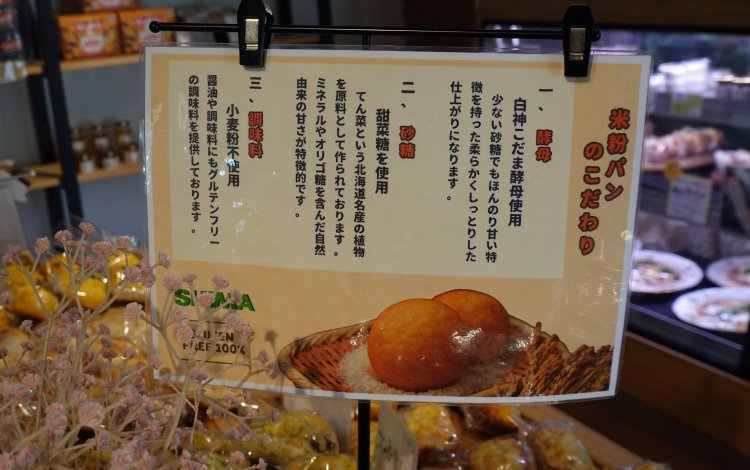 米粉パン
のこだわり
一、酵母
白神こだま酵母使用
少ない砂糖でもほんのり甘い特
徴を持った柔らかくしっとりした
仕上がりになります。
二、砂糖
甜菜糖を使用
てん菜という北海道名産の植物
を原料として作られております。
ミネラルやオリゴ糖を含んだ自然
由来の甘さが特徴的です。
三、調味料
小麦粉不使用
醤油や調味料にもグルテンフリー
の調味料を提供しております。
FREE 100%